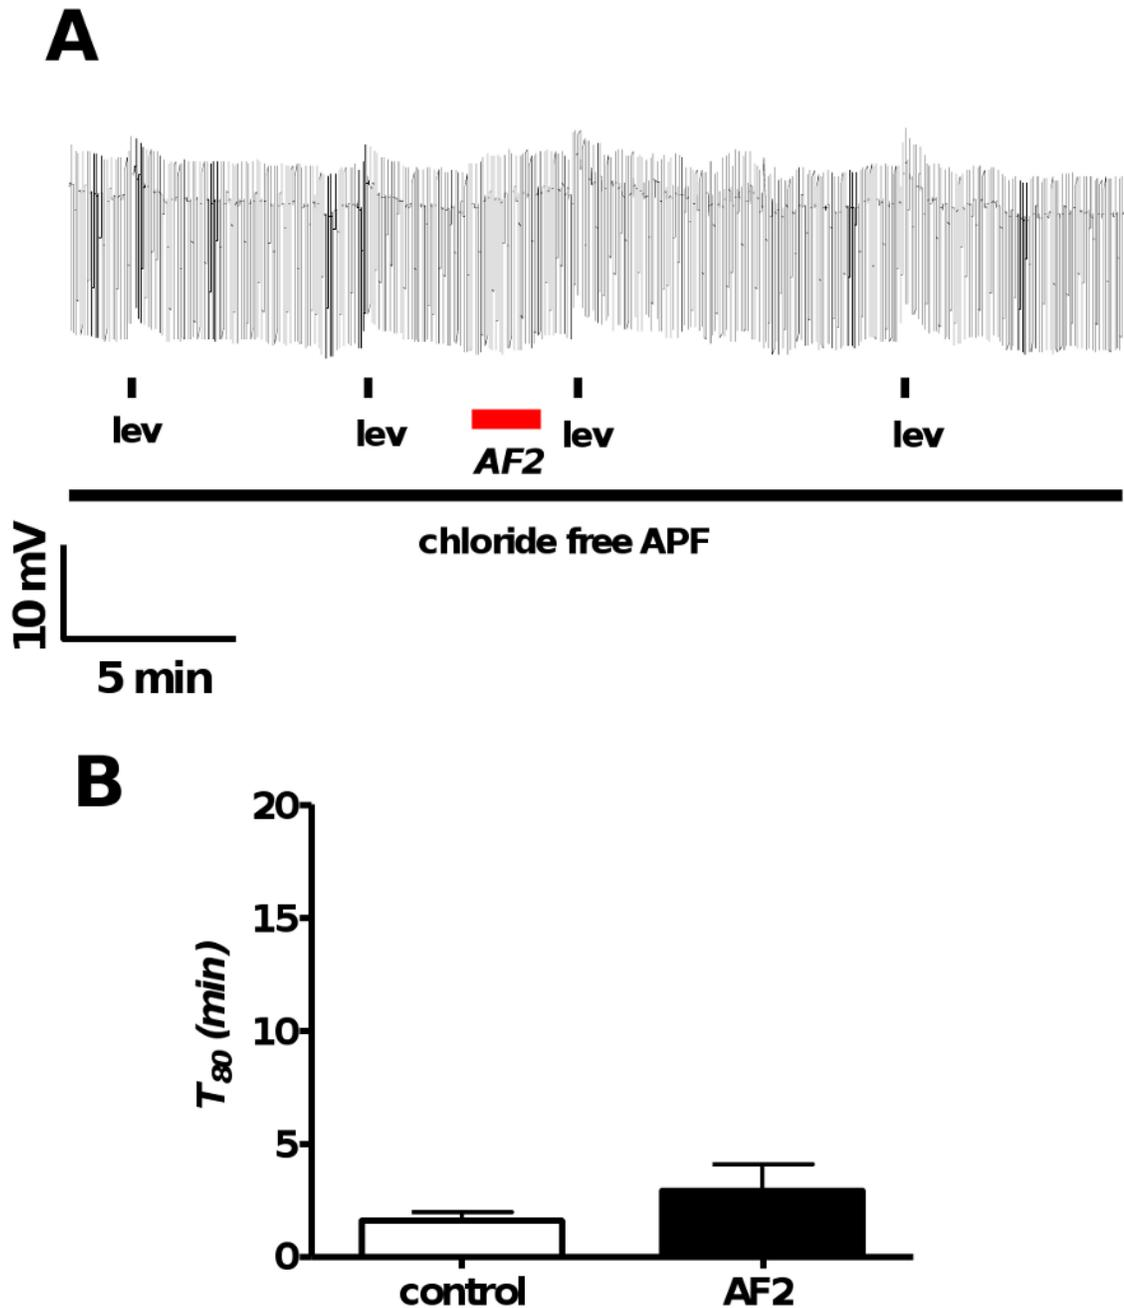 A
lev lev lev lev
AF2
chloride free APF
10 mV
5 min
B
20
15
10
5
0
T80 (min)
control AF2